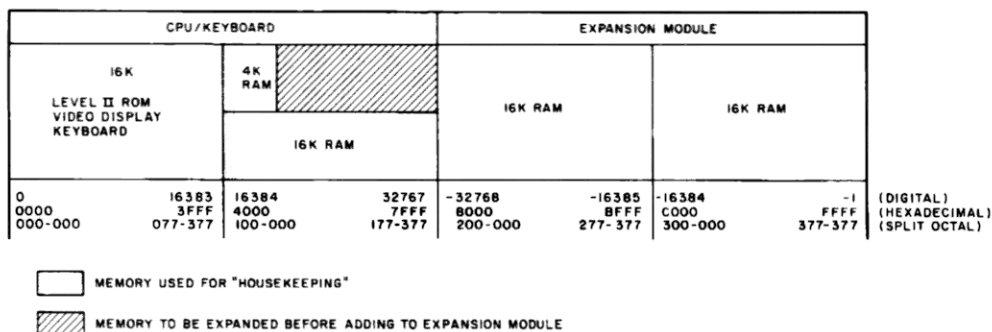 CPU/KEYBOARD
EXPANSION MODULE
16K
LEVEL II ROM
VIDEO DISPLAY
KEYBOARD
4K
RAM
16K RAM
16K RAM
16K RAM
0 16383 16384 32767 -32768 -16385 -16384 -1 (DIGITAL)
0000 3FFF 4000 7FFF 8000 BFFF C000 FFFF (HEXADECIMAL)
000-000 077-377 100-000 177-377 200-000 277-377 300-000 377-377 (SPLIT OCTAL)
MEMORY USED FOR "HOUSEKEEPING"
MEMORY TO BE EXPANDED BEFORE ADDING TO EXPANSION MODULE